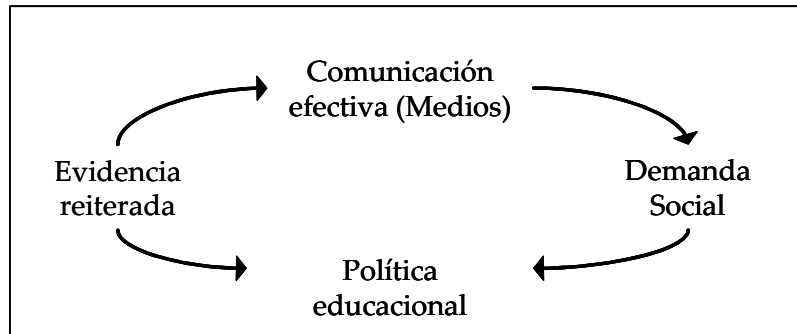 Comunicación
efectiva (Medios)
Evidencia
reiterada
Demanda
Social
Política
educacional